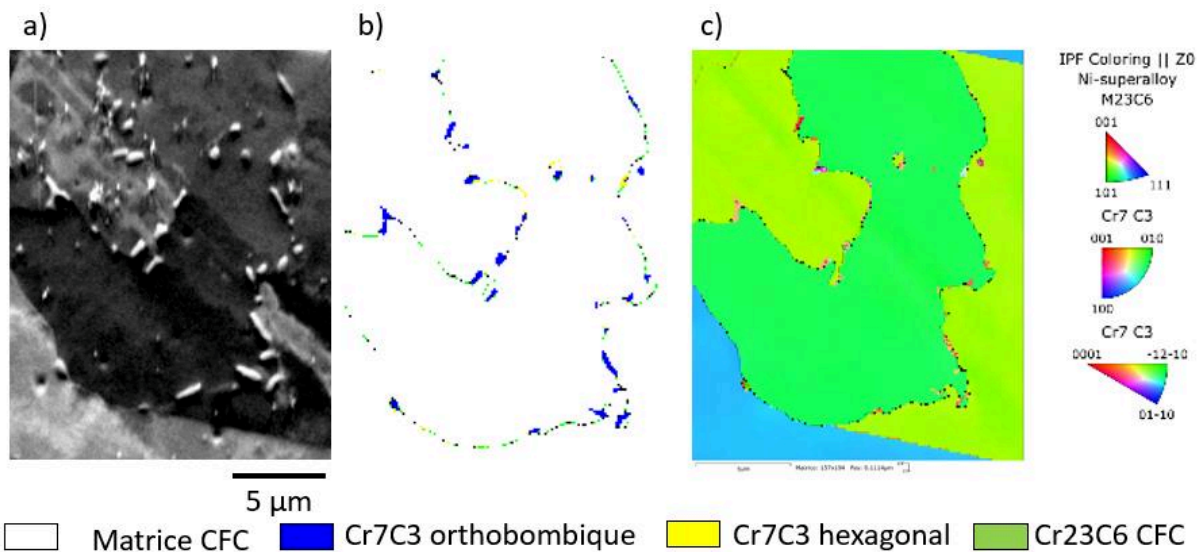 a)
b)
c)
IPF Coloring || Z0
Ni-superalloy
M23C6
001
101
111
Cr7 C3
001
010
100
Cr7 C3
0001
-12-10
01-10
5 µm
Matrice CFC
Cr7C3 orthobombique
Cr7C3 hexagonal
Cr23C6 CFC